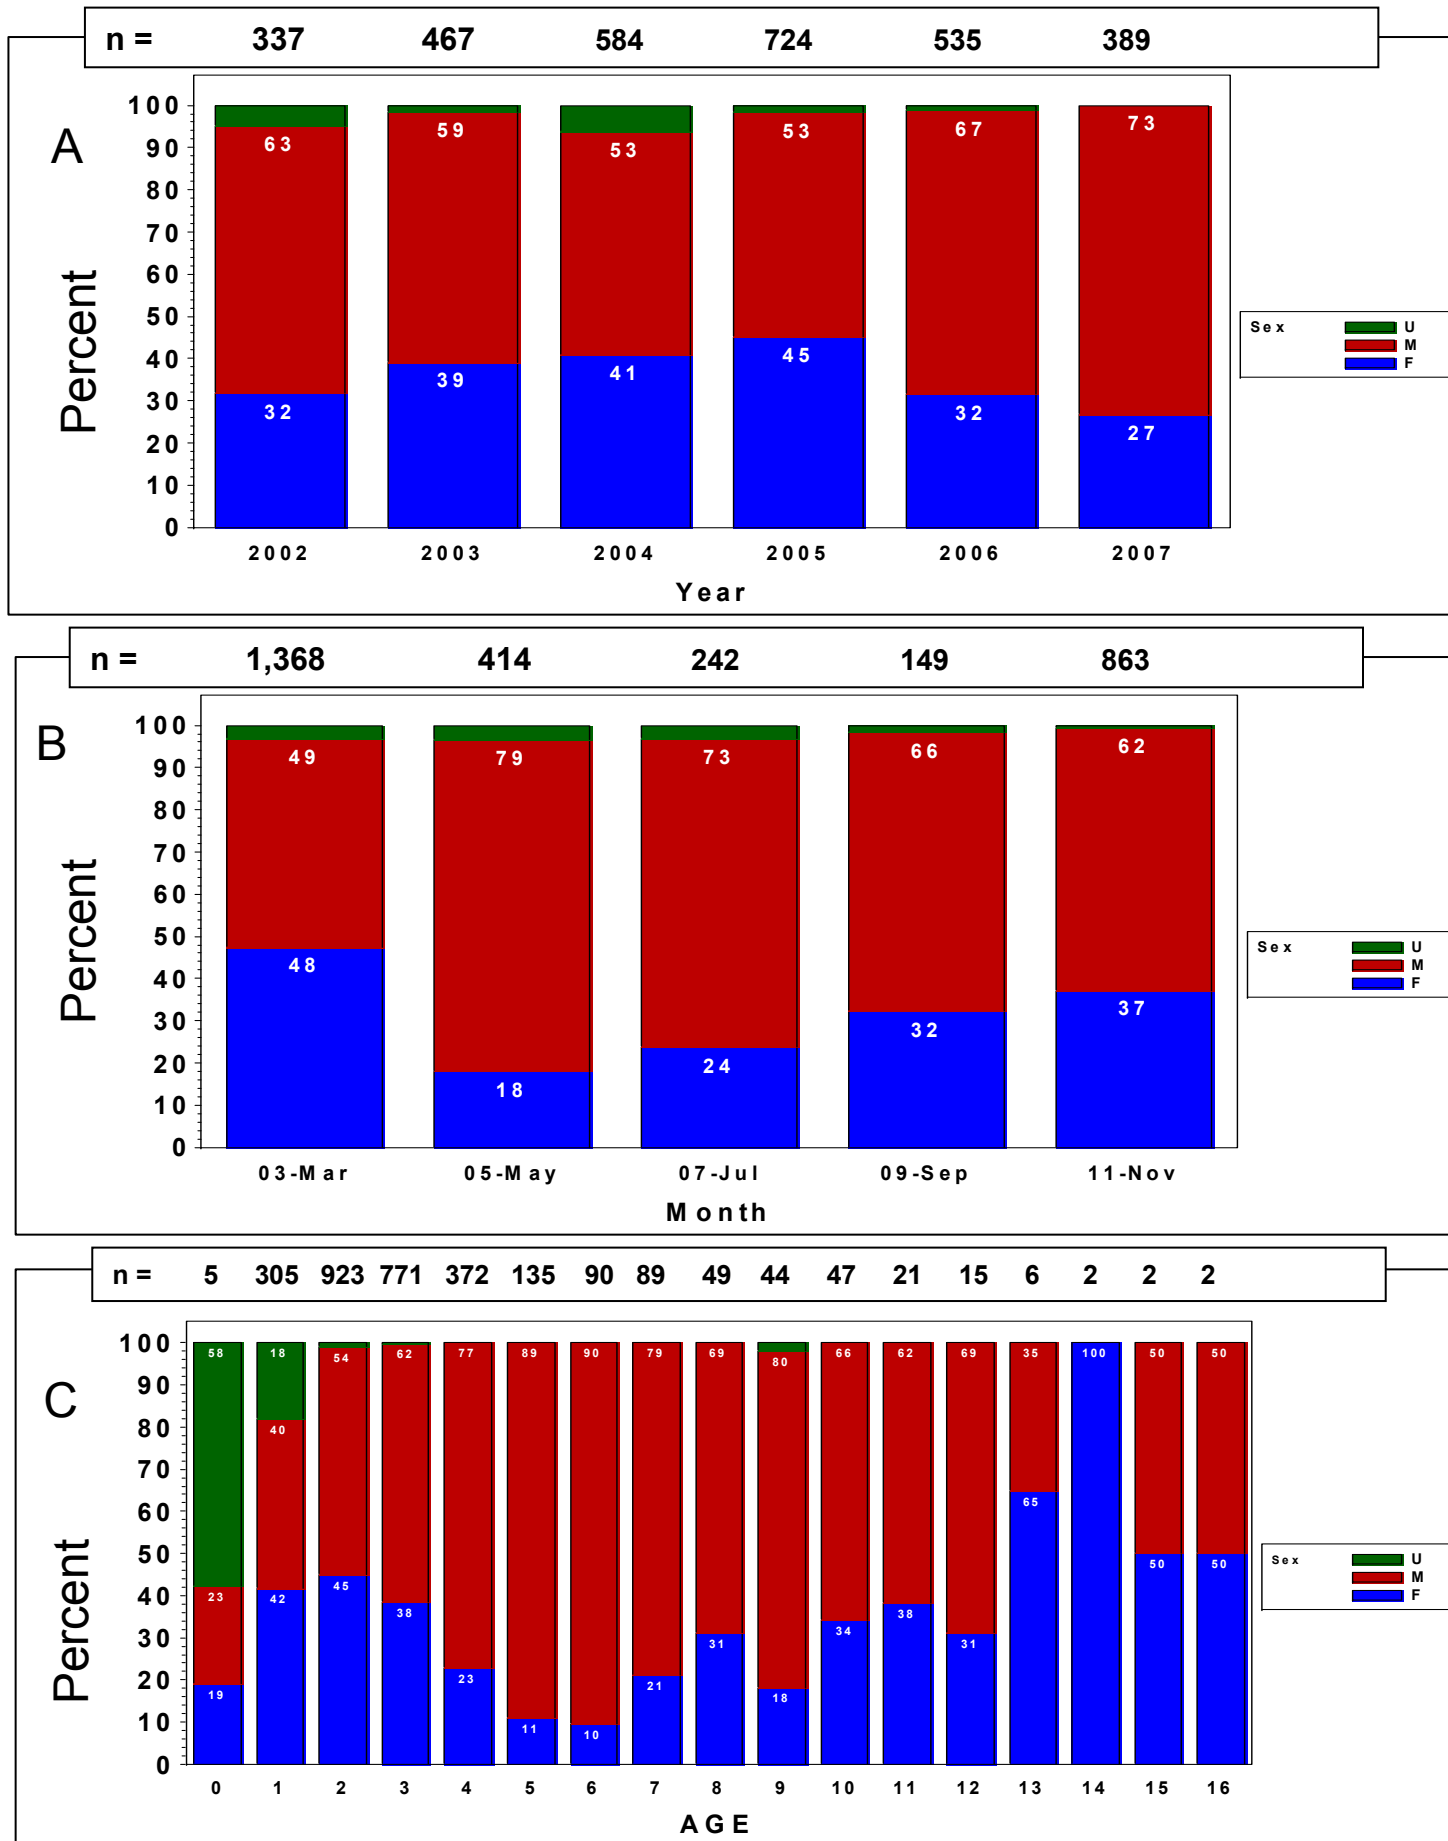 n = 337 467 584 724 535 389
A
Percent
100
90
80
70
60
50
40
30
20
10
0
63 59 53 53 67 73
32 39 41 45 32 27
2002 2003 2004 2005 2006 2007
Year
Sex U
M
F
n = 1,368 414 242 149 863
B
Percent
100
90
80
70
60
50
40
30
20
10
0
49 79 73 66 62
48 18 24 32 37
03-Mar 05-May 07-Jul 09-Sep 11-Nov
Month
Sex U
M
F
n = 5 305 923 771 372 135 90 89 49 44 47 21 15 6 2 2 2
C
Percent
100
90
80
70
60
50
40
30
20
10
0
58 18 54 62 77 89 90 79 69 80 66 62 69 35 100 50 50
23 40
19 42 45 38 23 11 10 21 31 18 34 38 31 65 50 50
0 1 2 3 4 5 6 7 8 9 10 11 12 13 14 15 16
AGE
Sex U
M
F